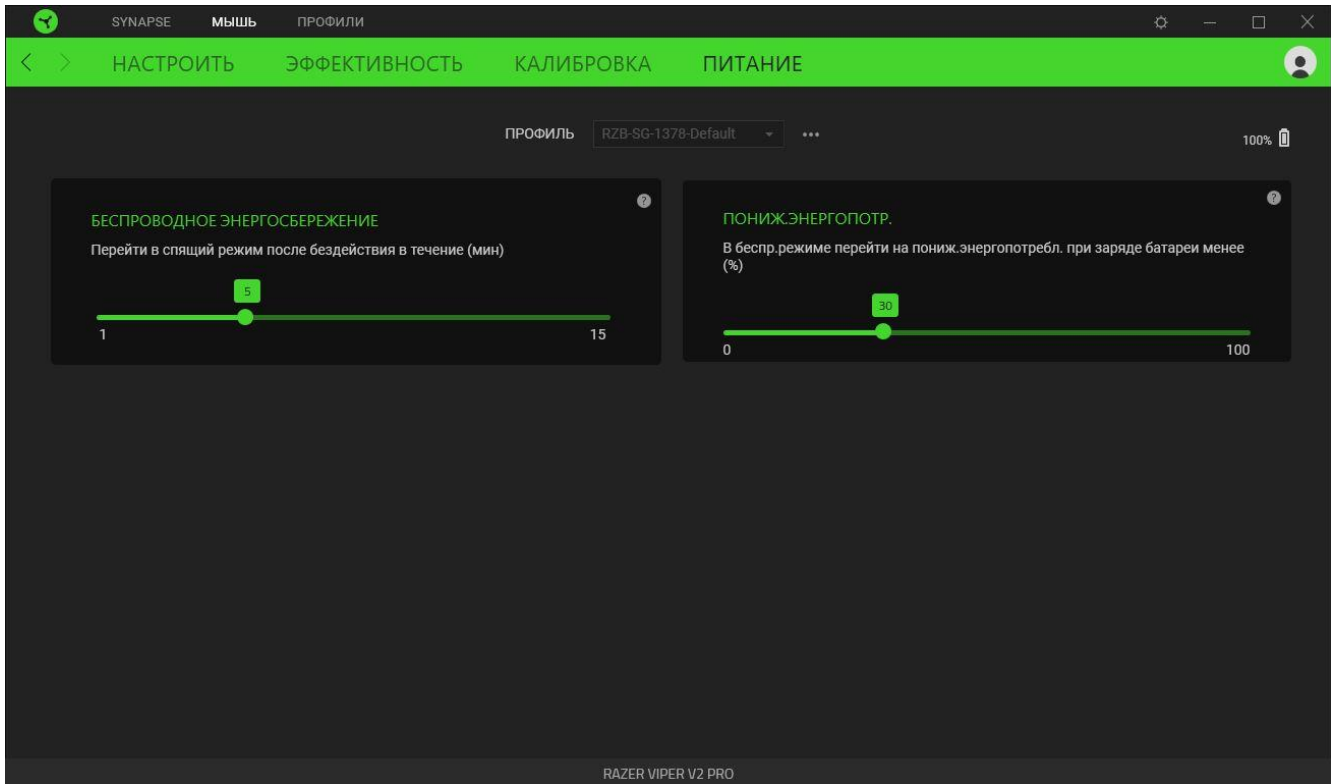 SYNAPSE МЫШЬ ПРОФИЛИ
НАСТРОИТЬ ЭФФЕКТИВНОСТЬ КАЛИБРОВКА ПИТАНИЕ
ПРОФИЛЬ RZB-SG-1378-Default
100%
БЕСПРОВОДНОЕ ЭНЕРГОСБЕРЕЖЕНИЕ
Перейти в спящий режим после бездействия в течение (мин)
5
1 15
ПОНИЖ.ЭНЕРГОПОТР.
В беспр.режиме перейти на пониж.энергопотребл. при заряде батареи менее
(%)
30
0 100
RAZER VIPER V2 PRO